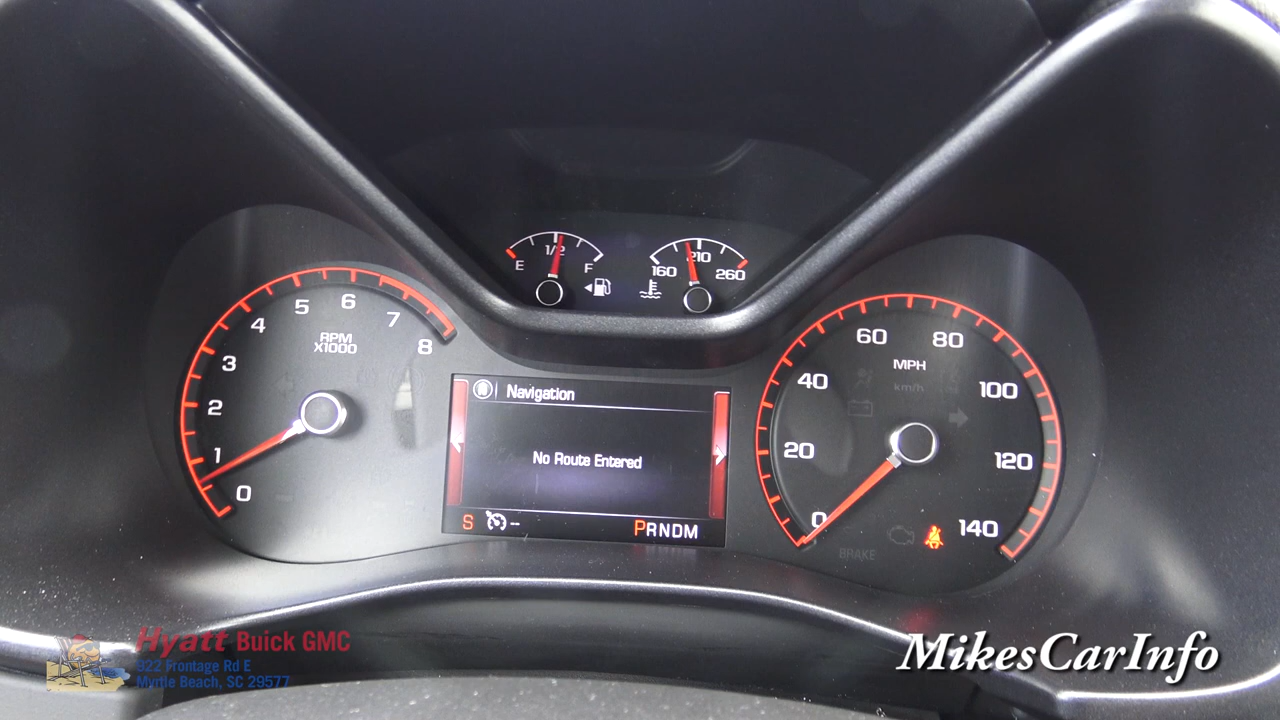 1/2
E F
210
160 260
5 6
4 7
3 8
RPM
X1000
2
1
0
Navigation
No Route Entered
S --
PRNDM
60 80
MPH
km/h
40 100
20 120
0 140
BRAKE
Hyatt Buick GMC
922 Frontage Rd E
Myrtle Beach, SC 29577
MikesCarInfo